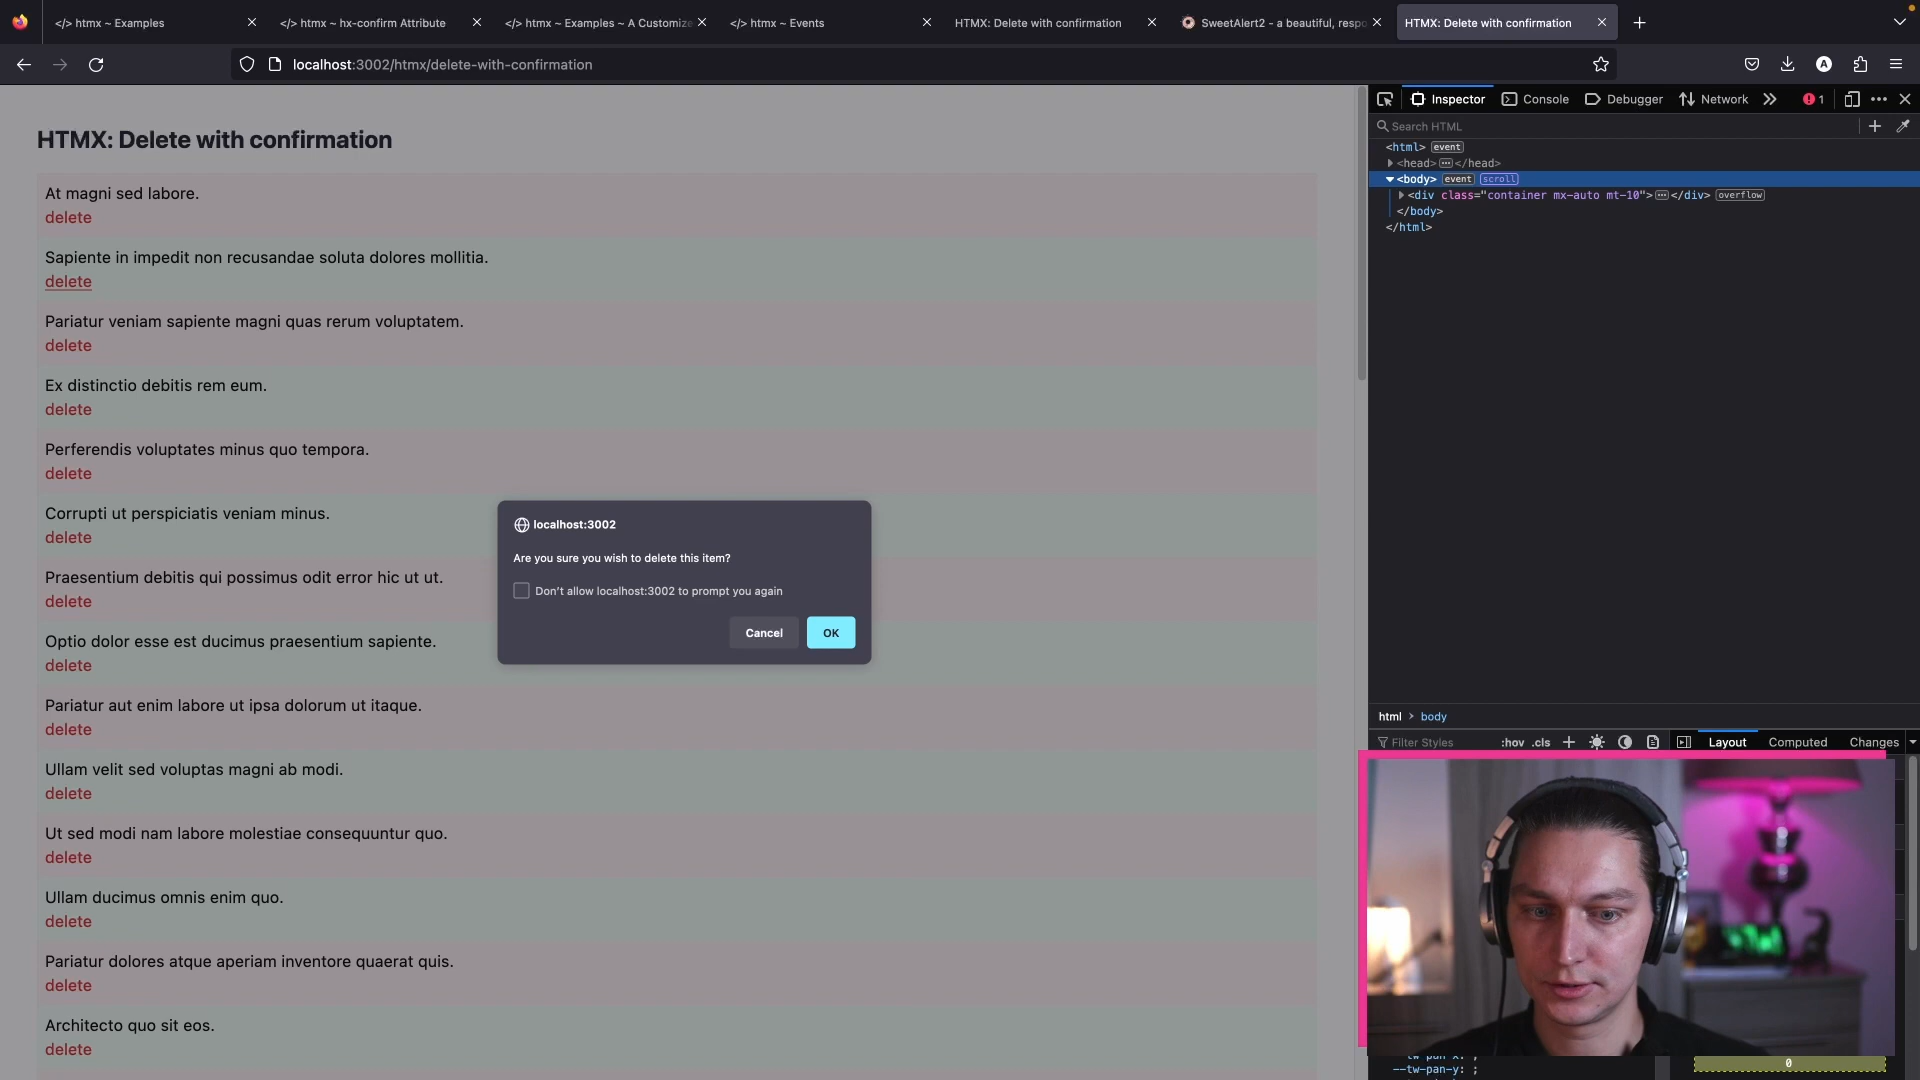 </> htmx ~ Examples
</> htmx ~ hx-confirm Attribute
</> htmx ~ Examples ~ A Customize
</> htmx ~ Events
HTMX: Delete with confirmation
SweetAlert2 - a beautiful, respo
HTMX: Delete with confirmation
localhost:3002/htmx/delete-with-confirmation
A
HTMX: Delete with confirmation
At magni sed labore.
delete
Sapiente in impedit non recusandae soluta dolores mollitia.
delete
Pariatur veniam sapiente magni quas rerum voluptatem.
delete
Ex distinctio debitis rem eum.
delete
Perferendis voluptates minus quo tempora.
delete
Corrupti ut perspiciatis veniam minus.
delete
Praesentium debitis qui possimus odit error hic ut ut.
delete
Optio dolor esse est ducimus praesentium sapiente.
delete
Pariatur aut enim labore ut ipsa dolorum ut itaque.
delete
Ullam velit sed voluptas magni ab modi.
delete
Ut sed modi nam labore molestiae consequuntur quo.
delete
Ullam ducimus omnis enim quo.
delete
Pariatur dolores atque aperiam inventore quaerat quis.
delete
Architecto quo sit eos.
delete
localhost:3002
Are you sure you wish to delete this item?
Don't allow localhost:3002 to prompt you again
Cancel OK
Inspector Console Debugger Network 1
Search HTML
<html> event
<head> </head>
<body> event scroll
<div class="container mx-auto mt-10"> </div> overflow
</body>
</html>
html > body
Filter Styles :hov .cls Layout Computed Changes
--tw-pan-x: ;
--tw-pan-y: ;
0